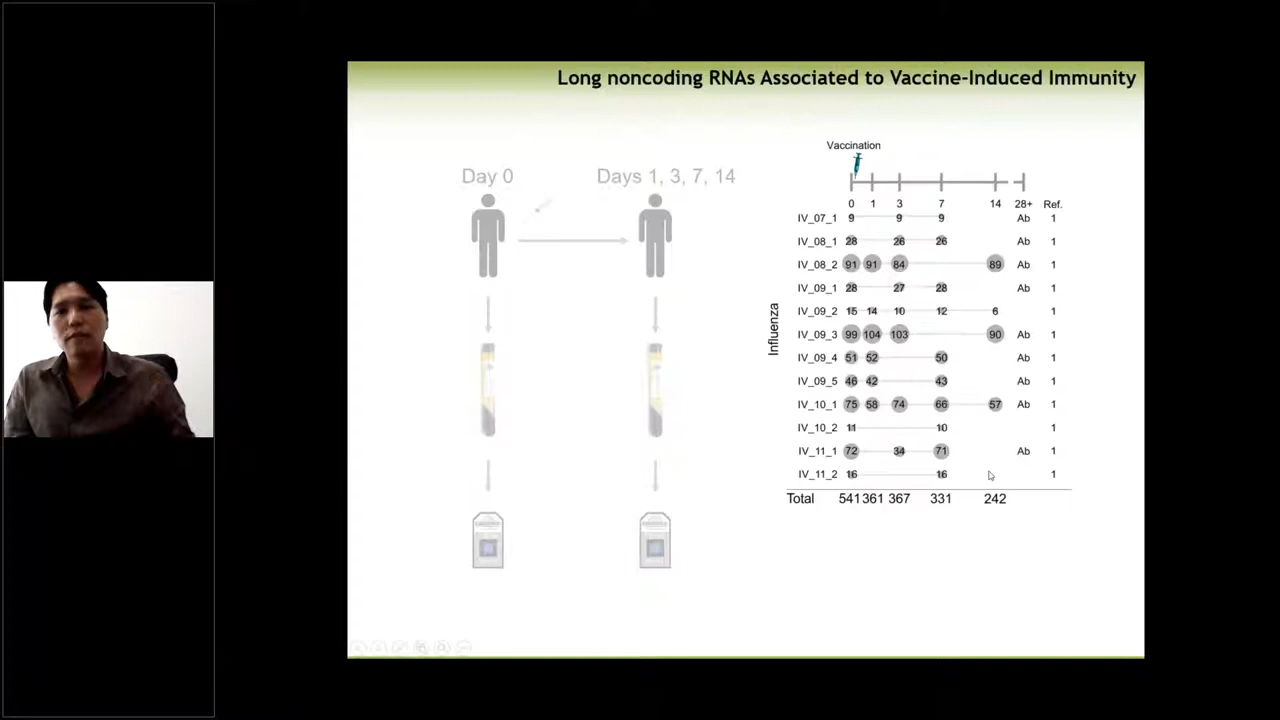 Long noncoding RNAs Associated to Vaccine-Induced Immunity
Day 0
Days 1, 3, 7, 14
Vaccination
0 1 3 7 14 28+ Ref.
Influenza
IV_07_1 9 9 9 Ab 1
IV_08_1 28 26 26 Ab 1
IV_08_2 91 91 84 89 Ab 1
IV_09_1 28 27 28 Ab 1
IV_09_2 15 14 10 12 6 1
IV_09_3 99 104 103 90 Ab 1
IV_09_4 51 52 50 Ab 1
IV_09_5 46 42 43 Ab 1
IV_10_1 75 58 74 66 57 Ab 1
IV_10_2 11 10 1
IV_11_1 72 34 71 Ab 1
IV_11_2 16 16 1
Total 541 361 367 331 242